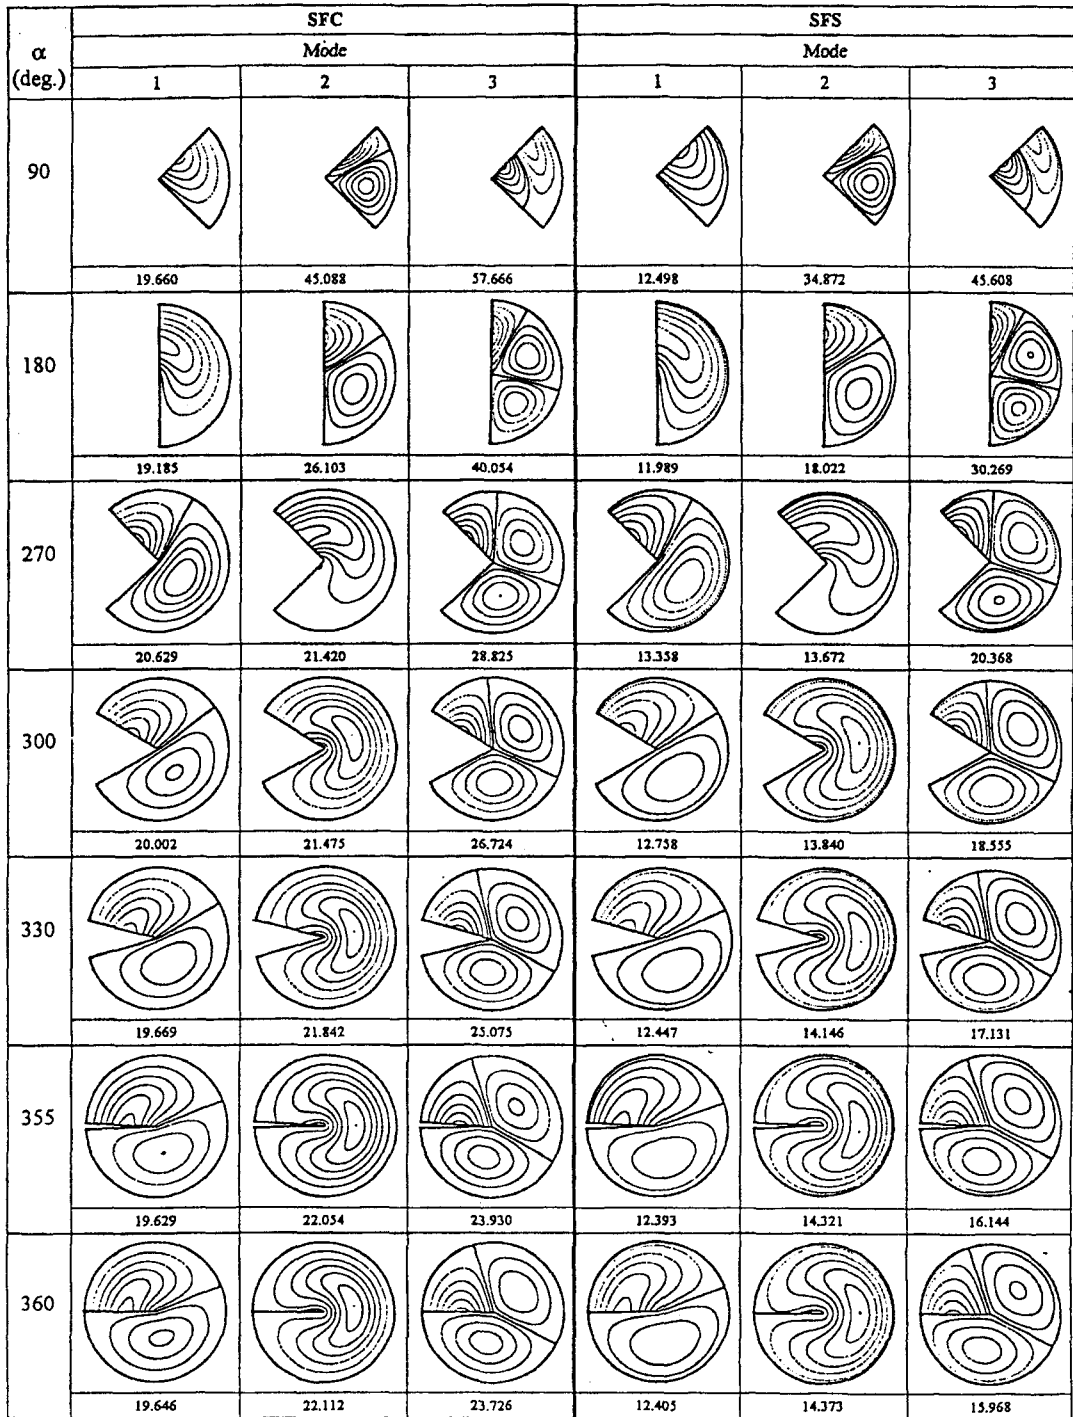 SFC SFS
α (deg.) Mode Mode
1 2 3 1 2 3
90
19.660 45.088 57.666 12.498 34.872 45.608
180
19.185 26.103 40.054 11.989 18.022 30.269
270
20.629 21.420 28.825 13.358 13.672 20.368
300
20.002 21.475 26.724 12.758 13.840 18.555
330
19.669 21.842 25.075 12.447 14.146 17.131
355
19.629 22.054 23.930 12.393 14.321 16.144
360
19.646 22.112 23.726 12.405 14.373 15.968